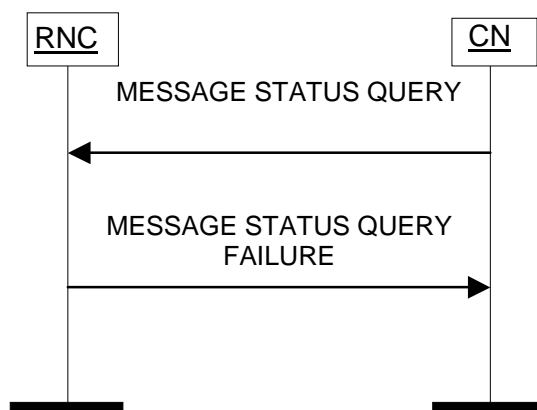 RNC
CN
MESSAGE STATUS QUERY
MESSAGE STATUS QUERY
FAILURE